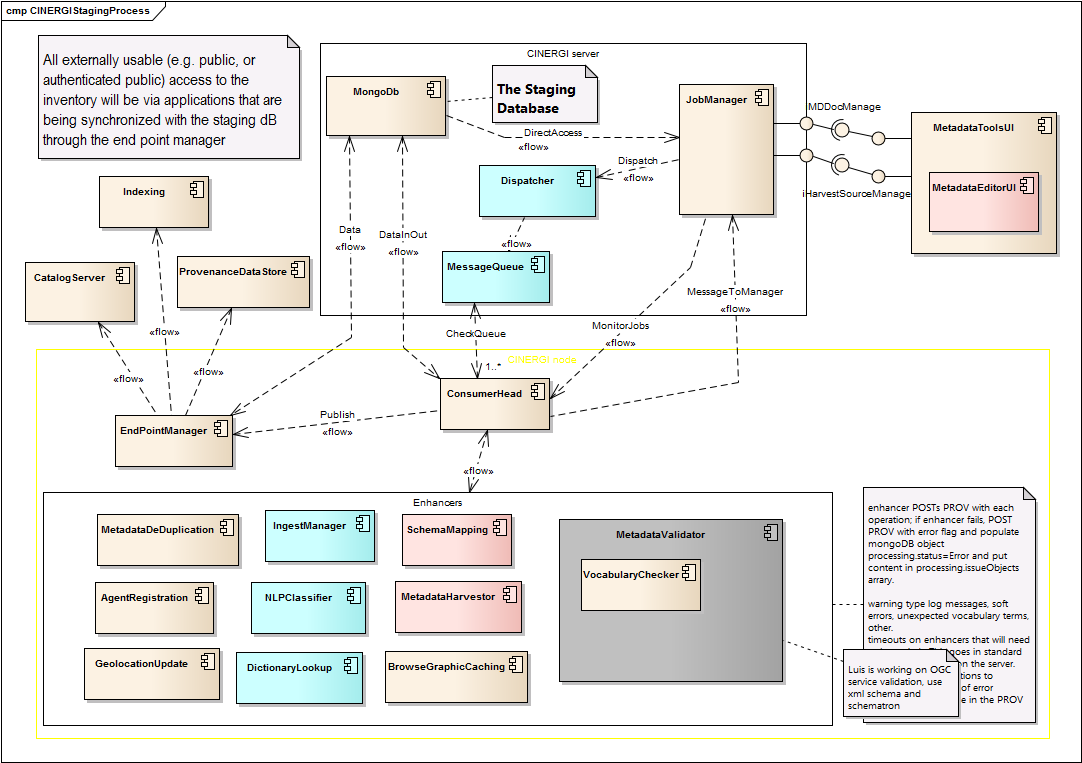 cmp CINERGIStagingProcess
All externally usable (e.g. public, or
authenticated public) access to the
inventory will be via applications that are
being synchronized with the staging dB
through the end point manager
CINERGI server
MongoDb
The Staging
Database
JobManager
MDDocManage
MetadataToolsUI
MetadataEditorUI
iHarvestSourceManage
DirectAccess
«flow»
Dispatch
«flow»
Dispatcher
«flow»
MessageQueue
Indexing
CatalogServer
ProvenanceDataStore
Data
«flow»
DataInOut
«flow»
MessageToManager
«flow»
MonitorJobs
«flow»
CheckQueue
1..*
CINERGI node
«flow»
«flow»
«flow»
ConsumerHead
EndPointManager
Publish
«flow»
«flow»
Enhancers
MetadataDeDuplication
IngestManager
SchemaMapping
MetadataValidator
VocabularyChecker
AgentRegistration
NLPClassifier
MetadataHarvestor
GeolocationUpdate
DictionaryLookup
BrowseGraphicCaching
enhancer POSTs PROV with each
operation; if enhancer fails, POST
PROV with error flag and populate
mongoDB object
processing.status=Error and put
content in processing.issueObjects
arrary.
warning type log messages, soft
errors, unexpected vocabulary terms,
other.
timeouts on enhancers that will need
goes in standard
on the server.
tions to
of error
e in the PROV
Luis is working on OGC
service validation, use
xml schema and
schematron